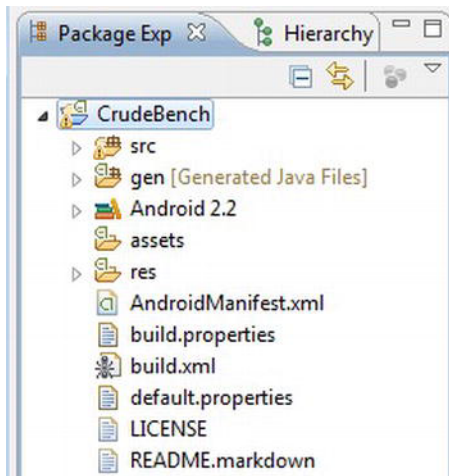 Package Exp Hierarchy
CrudeBench
src
gen [Generated Java Files]
Android 2.2
assets
res
AndroidManifest.xml
build.properties
build.xml
default.properties
LICENSE
README.markdown